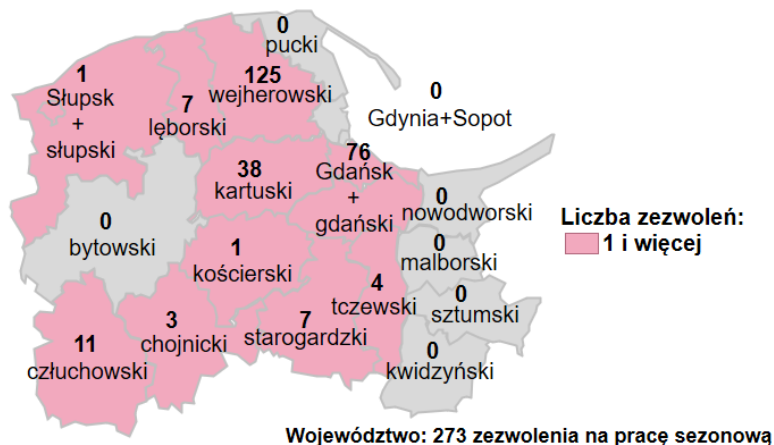 0
pucki
1
Słupsk
+
słupski
7
lęborski
125
wejherowski
0
Gdynia+Sopot
38
kartuski
76
Gdańsk
+
gdański
0
nowodworski
0
bytowski
1
kościerski
0
malborski
4
tczewski
0
sztumski
11
człuchowski
3
chojnicki
7
starogardzki
0
kwidzyński
Liczba zezwoleń:
1 i więcej
Województwo: 273 zezwolenia na pracę sezonową